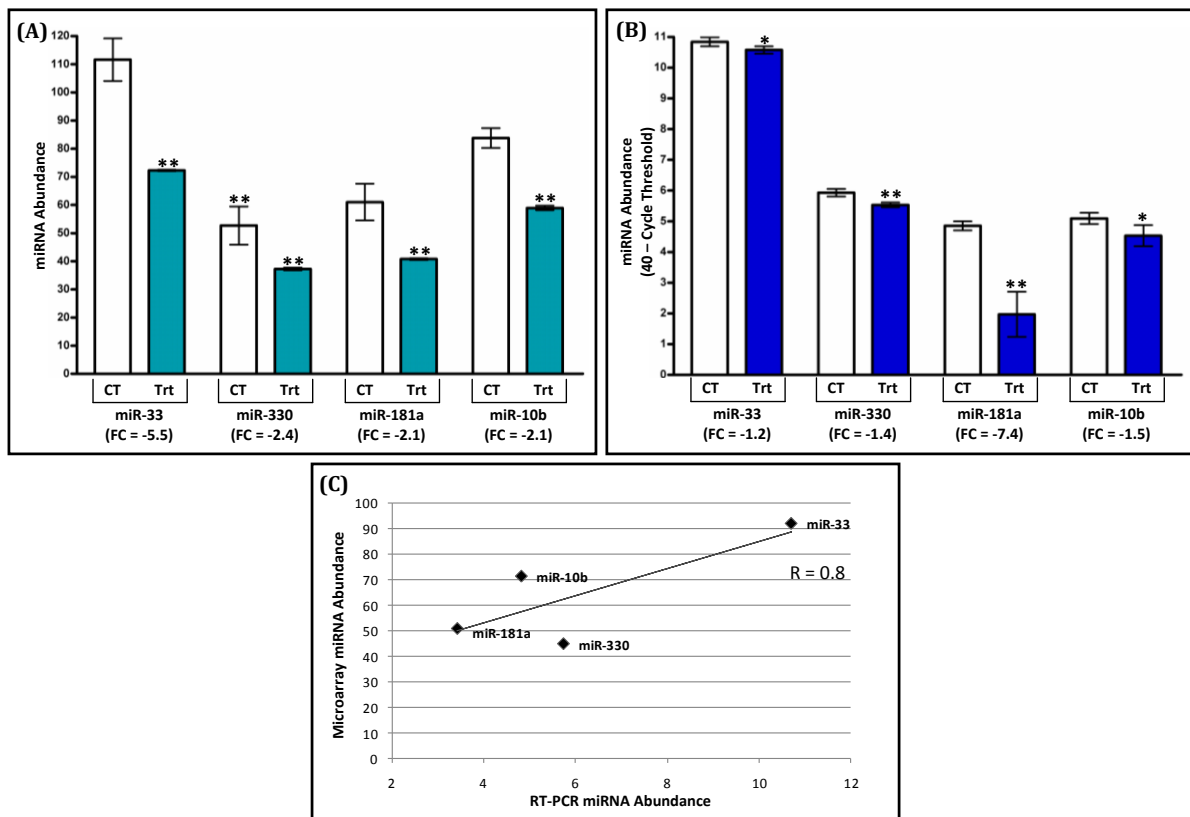 (A)
miRNA Abundance
120
110
100
90
80
70
60
50
40
30
20
10
0
**
**
**
**
**
CT Trt CT Trt CT Trt CT Trt
miR-33 miR-330 miR-181a miR-10b
(FC = -5.5) (FC = -2.4) (FC = -2.1) (FC = -2.1)
(B)
miRNA Abundance
(40 – Cycle Threshold)
11
10
9
8
7
6
5
4
3
2
1
0
*
**
**
*
CT Trt CT Trt CT Trt CT Trt
miR-33 miR-330 miR-181a miR-10b
(FC = -1.2) (FC = -1.4) (FC = -7.4) (FC = -1.5)
(C)
Microarray miRNA Abundance
100
90
80
70
60
50
40
30
20
10
0
miR-33
miR-10b
R = 0.8
miR-181a
miR-330
2 4 6 8 10 12
RT-PCR miRNA Abundance